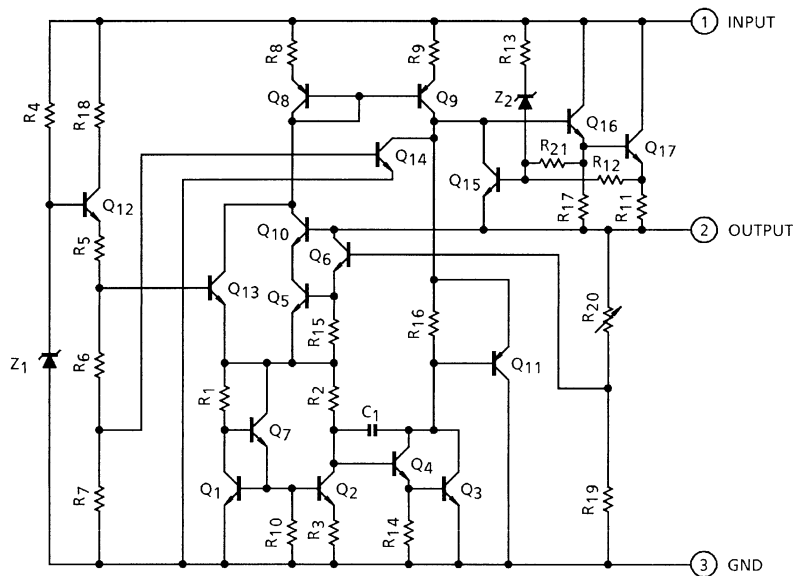 1 INPUT
R4
R18
R8
R9
R13
Q8
Q9
Z2
Q16
Q14
Q17
R21
R12
Q15
Q12
R17
R11
Q10
2 OUTPUT
R5
Q6
Q13
Q5
R20
R15
R16
Z1
R6
Q11
R1
R2
C1
Q7
Q4
Q1
Q2
Q3
R7
R19
R10
R3
R14
3 GND